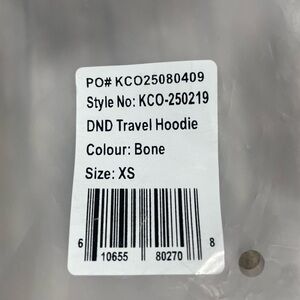 PO# KCO25080409
Style No: KCO-250219
DND Travel Hoodie
Colour: Bone
Size: XS
6 10655 80270 8